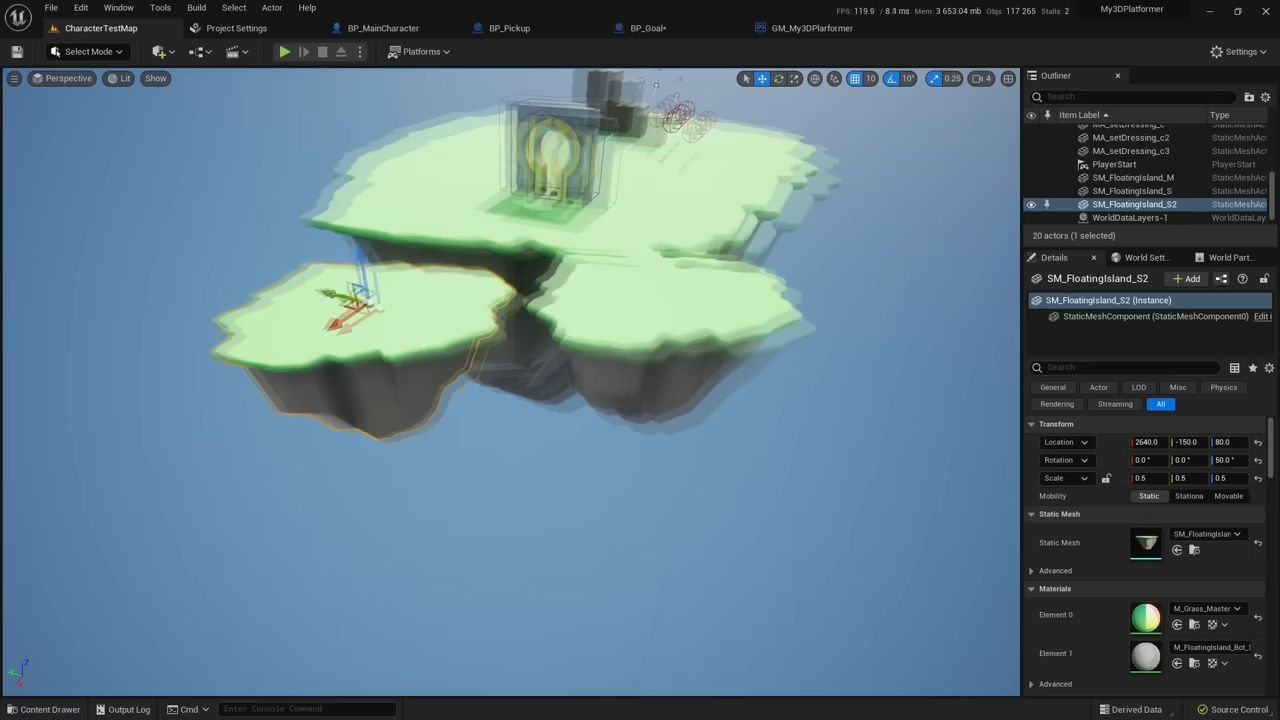 File Edit Window Tools Build Select Actor Help
FPS: 119.6 / 8.4 ms Mem: 3 653.04 mb Objs: 117 265 Stalls: 2
My3DPlatformer
CharacterTestMap Project Settings BP_MainCharacter BP_Pickup BP_Goal* GM_My3DPlarformer
Select Mode Platforms Settings
Perspective Lit Show 10 10° 0.25 4
Outliner
Search...
Item Label Type
MA_setDressing_c StaticMeshAct
MA_setDressing_c2 StaticMeshAct
MA_setDressing_c3 StaticMeshAct
PlayerStart PlayerStart
SM_FloatingIsland_M StaticMeshAct
SM_FloatingIsland_S StaticMeshAct
SM_FloatingIsland_S2 StaticMeshAct
WorldDataLayers-1 WorldDataLay
20 actors (1 selected)
Details World Sett... World Part...
SM_FloatingIsland_S2 Add
SM_FloatingIsland_S2 (Instance)
StaticMeshComponent (StaticMeshComponent0) Edit i
Search
General Actor LOD Misc Physics
Rendering Streaming All
Transform
Location 2640.0 -150.0 80.0
Rotation 0.0 ° 0.0 ° 50.0 °
Scale 0.5 0.5 0.5
Mobility Static Stationa Movable
Static Mesh
Static Mesh SM_FloatingIslan
Advanced
Materials
Element 0 M_Grass_Master
Element 1 M_FloatingIsland_Bot_
Advanced
Z
X
Content Drawer Output Log Cmd Enter Console Command Derived Data Source Control